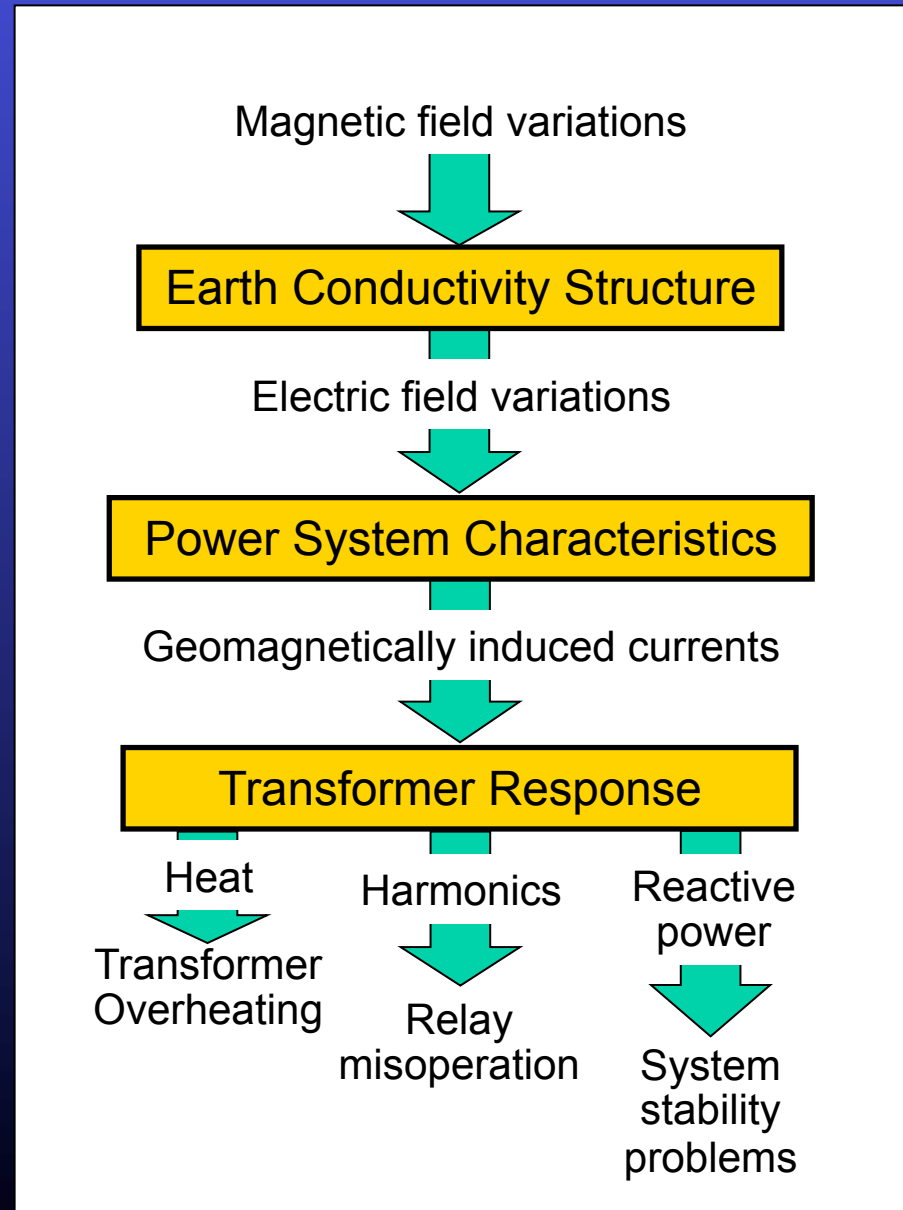 Magnetic field variations
Earth Conductivity Structure
Electric field variations
Power System Characteristics
Geomagnetically induced currents
Transformer Response
Heat
Transformer
Overheating
Harmonics
Relay
misoperation
Reactive
power
System
stability
problems